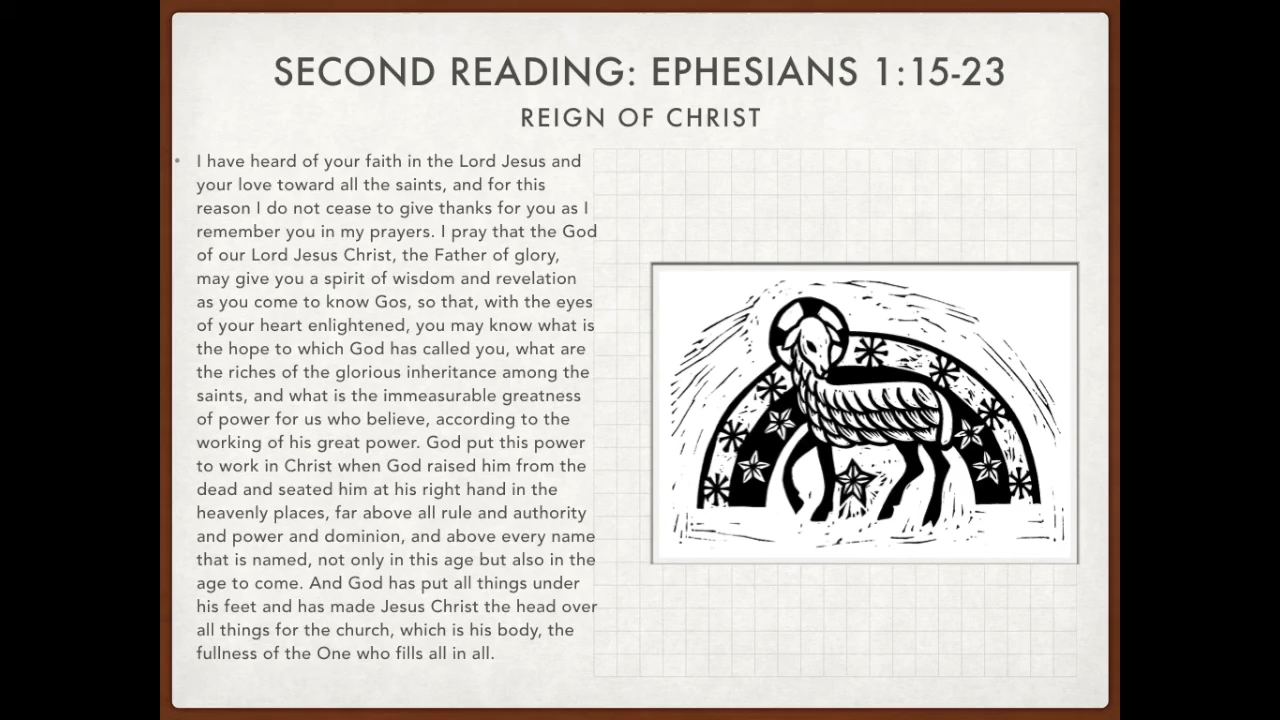 SECOND READING: EPHESIANS 1:15-23
REIGN OF CHRIST
• I have heard of your faith in the Lord Jesus and
your love toward all the saints, and for this
reason I do not cease to give thanks for you as I
remember you in my prayers. I pray that the God
of our Lord Jesus Christ, the Father of glory,
may give you a spirit of wisdom and revelation
as you come to know Gos, so that, with the eyes
of your heart enlightened, you may know what is
the hope to which God has called you, what are
the riches of the glorious inheritance among the
saints, and what is the immeasurable greatness
of power for us who believe, according to the
working of his great power. God put this power
to work in Christ when God raised him from the
dead and seated him at his right hand in the
heavenly places, far above all rule and authority
and power and dominion, and above every name
that is named, not only in this age but also in the
age to come. And God has put all things under
his feet and has made Jesus Christ the head over
all things for the church, which is his body, the
fullness of the One who fills all in all.